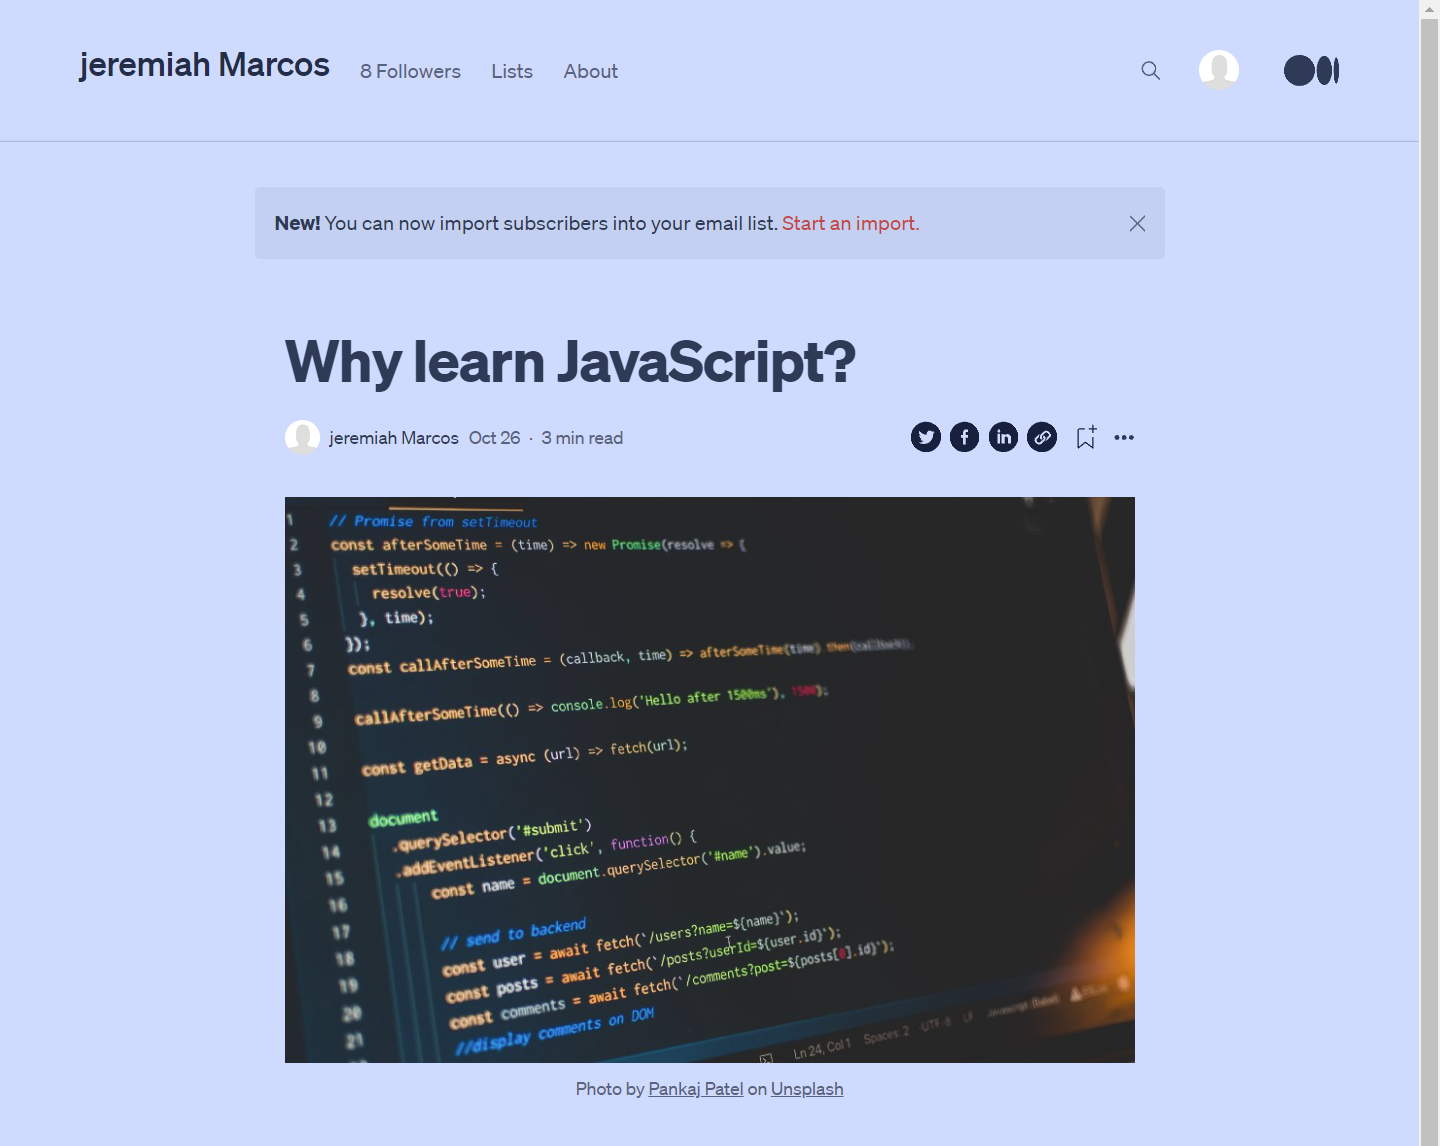 jeremiah Marcos
8 Followers Lists About
New! You can now import subscribers into your email list. Start an import.
Why learn JavaScript?
jeremiah Marcos Oct 26 · 3 min read
1 // Promise from setTimeout
2 const afterSomeTime = (time) => new Promise(resolve => {
3 setTimeout(() => {
4 resolve(true);
5 }, time);
6 });
7 const callAfterSomeTime = (callback, time) => afterSomeTime(time)
8
9 callAfterSomeTime(() => console.log('Hello after 1500ms'), 1500);
10
11 const getData = async (url) => fetch(url);
12
13 document
14 .querySelector('#submit')
15 .addEventListener('click', function() {
16 const name = document.querySelector('#name').value;
17
18 // send to backend
19 const user = await fetch(`/users?name=${name}`);
20 const posts = await fetch(`/posts?userId=${user.id}`);
21 const comments = await fetch(`/comments?post=${posts[0].id}`);
//display comments on DOM
Ln 24, Col 1 Spaces: 2 UTF-8 LF
Photo by Pankaj Patel on Unsplash